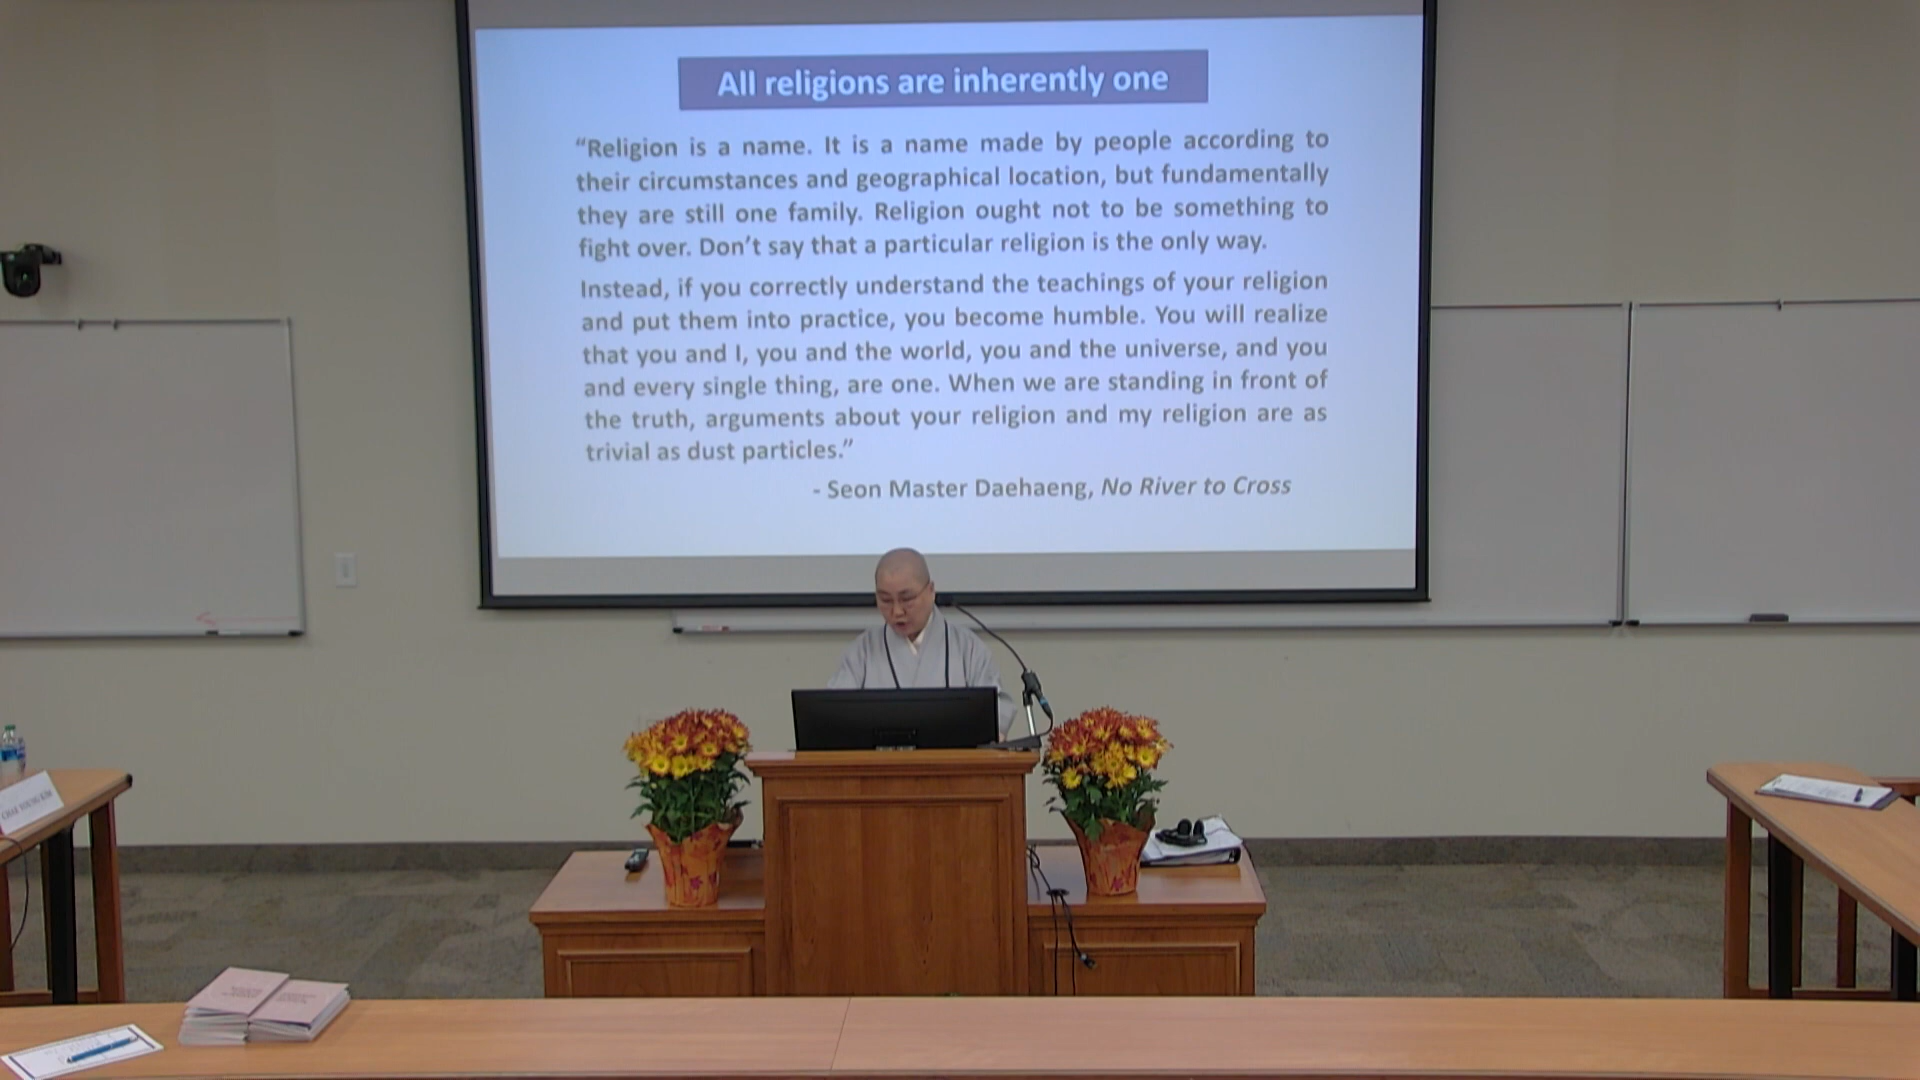 All religions are inherently one
“Religion is a name. It is a name made by people according to
their circumstances and geographical location, but fundamentally
they are still one family. Religion ought not to be something to
fight over. Don’t say that a particular religion is the only way.
Instead, if you correctly understand the teachings of your religion
and put them into practice, you become humble. You will realize
that you and I, you and the world, you and the universe, and you
and every single thing, are one. When we are standing in front of
the truth, arguments about your religion and my religion are as
trivial as dust particles.”
- Seon Master Daehaeng, No River to Cross
CHAE YOUNG KIM